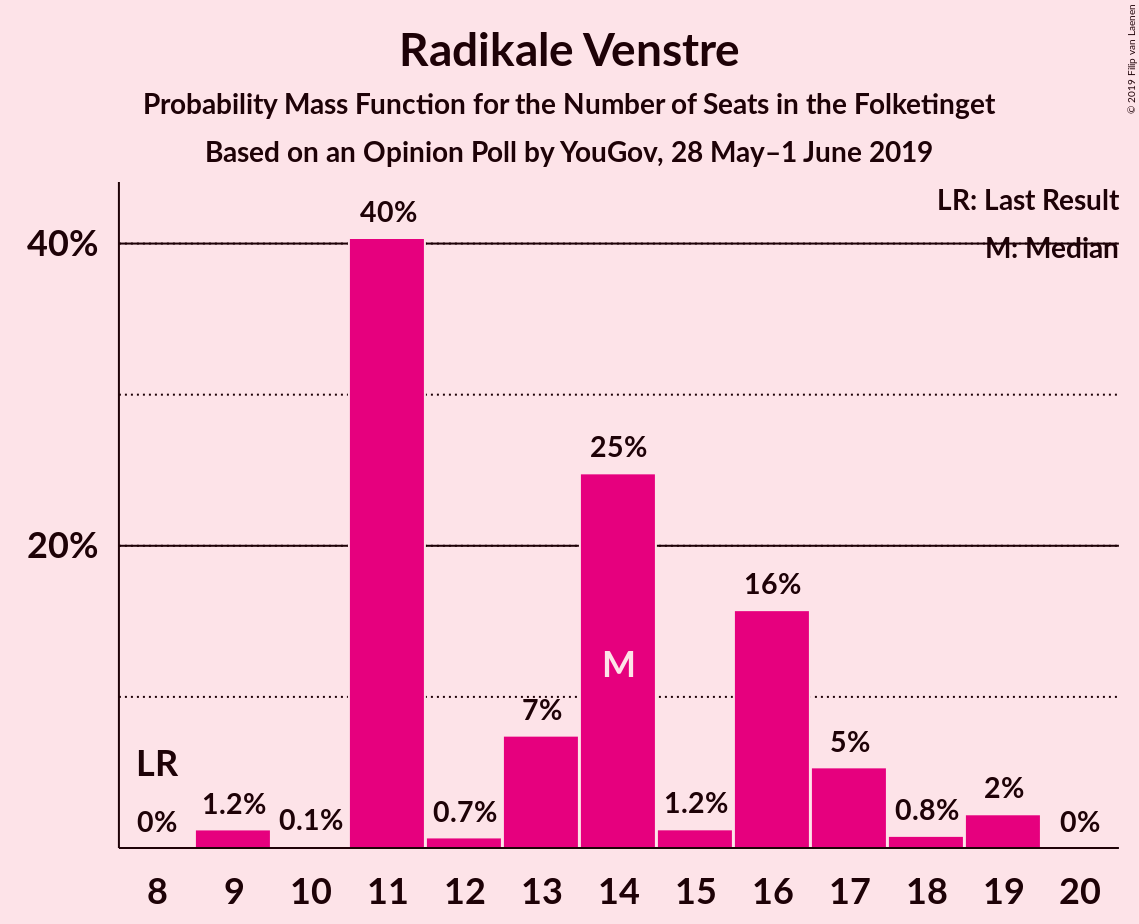 Radikale Venstre
Probability Mass Function for the Number of Seats in the Folketinget
Based on an Opinion Poll by YouGov, 28 May–1 June 2019
© 2019 Filip van Laenen
LR: Last Result
M: Median
40%
20%
LR
0%
1.2%
0.1%
40%
0.7%
7%
25%
M
1.2%
16%
5%
0.8%
2%
0%
8 9 10 11 12 13 14 15 16 17 18 19 20